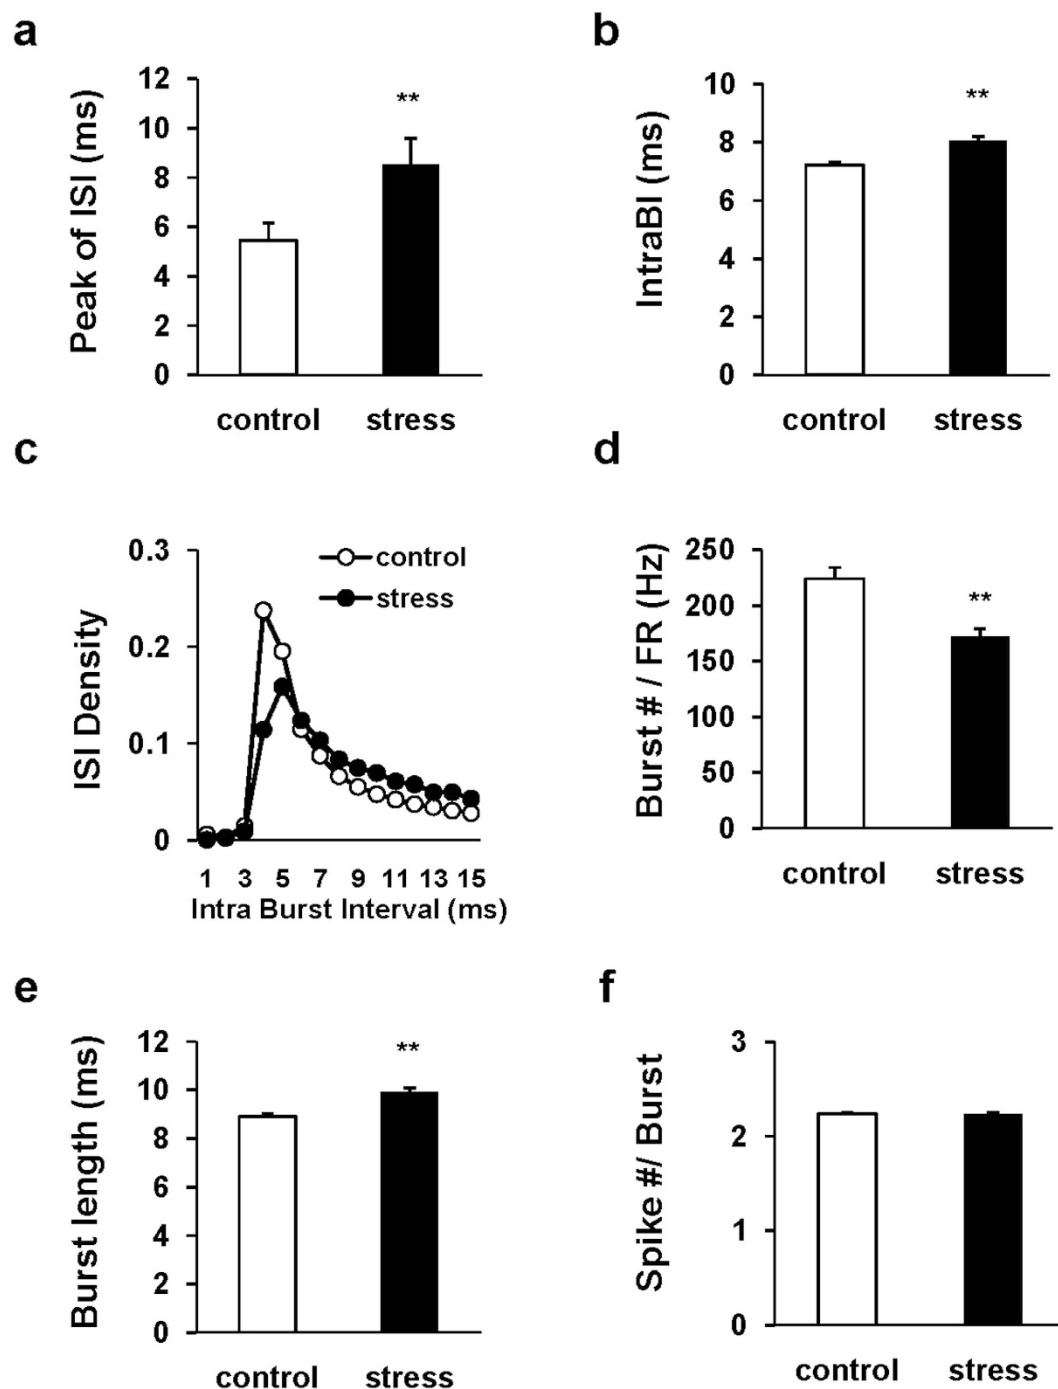 a
Peak of ISI (ms)
12
10
8
6
4
2
0
**
control stress
b
IntraBI (ms)
10
8
6
4
2
0
**
control stress
c
ISI Density
0.3
0.2
0.1
0
control
stress
1 3 5 7 9 11 13 15
Intra Burst Interval (ms)
d
Burst # / FR (Hz)
250
200
150
100
50
0
**
control stress
e
Burst length (ms)
12
10
8
6
4
2
0
**
control stress
f
Spike #/ Burst
3
2
1
0
control stress